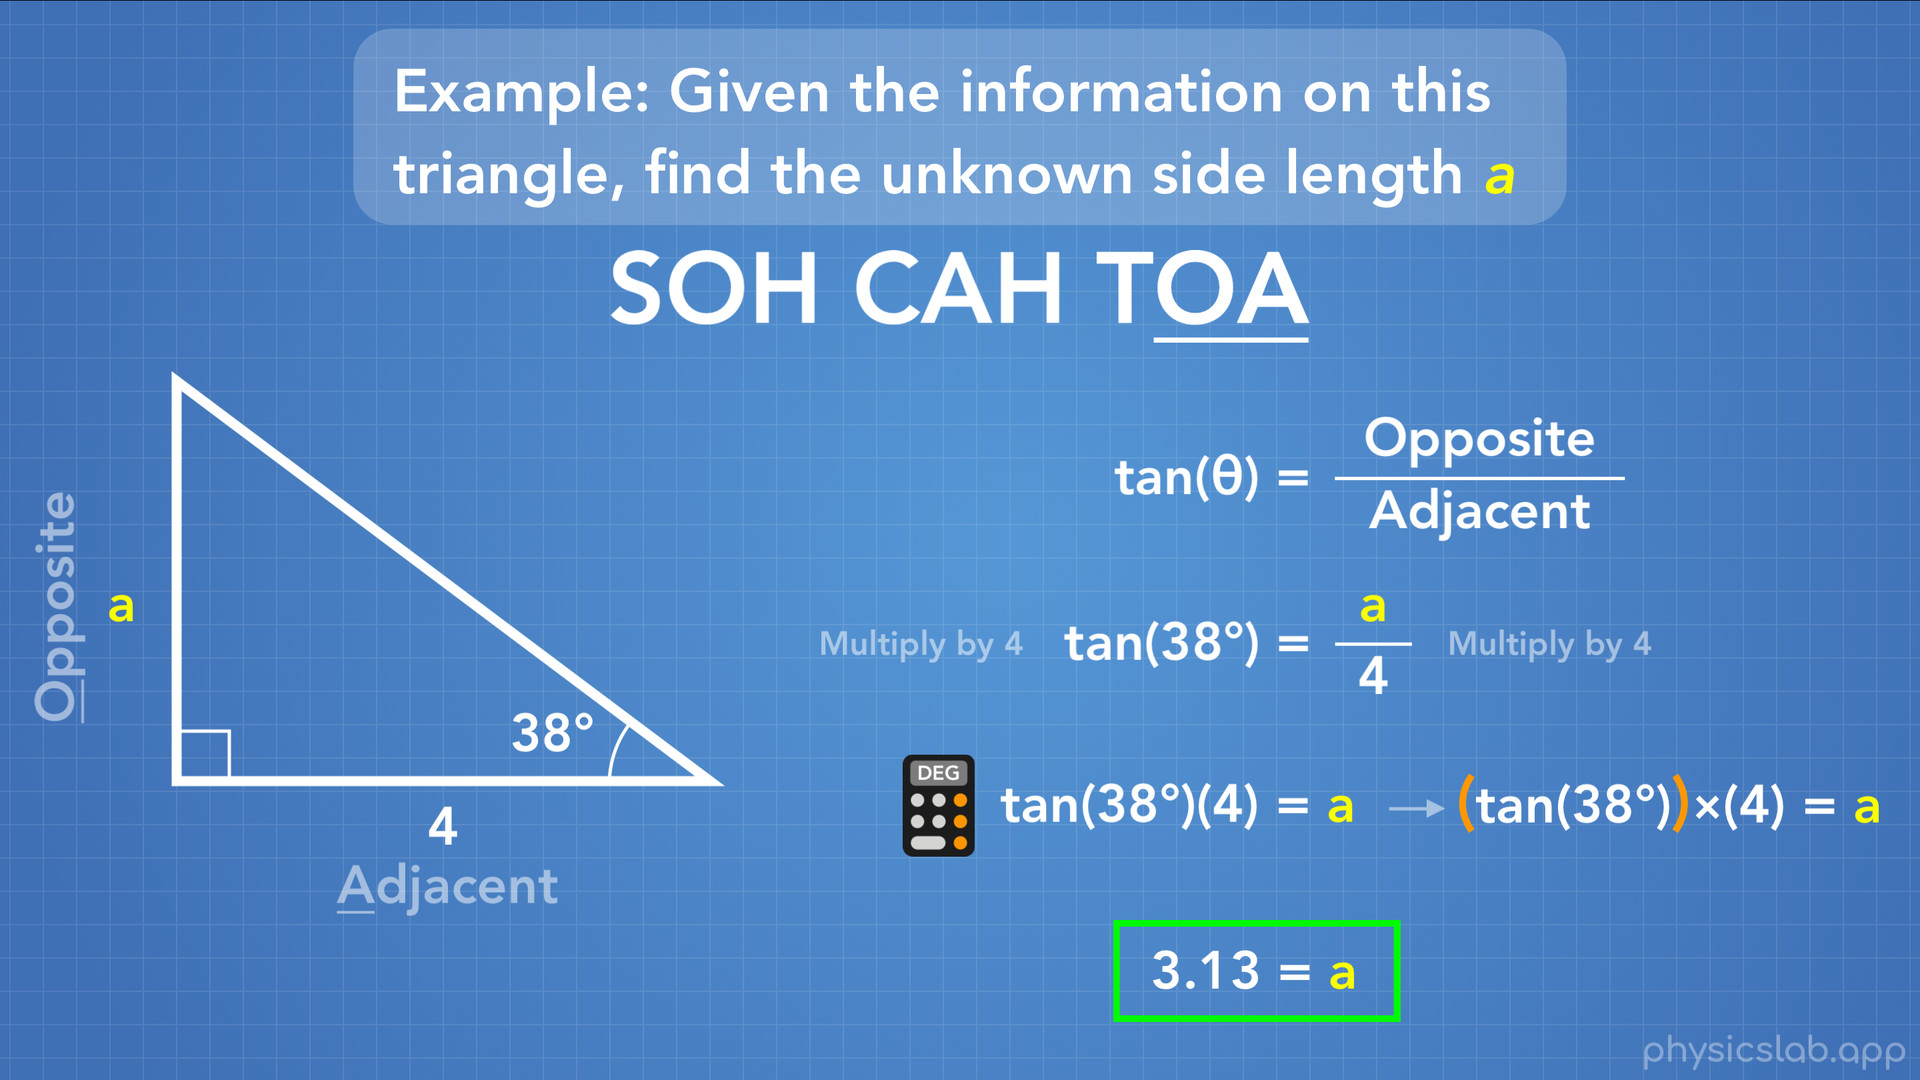 Example: Given the information on this
triangle, find the unknown side length a
SOH CAH TOA
Opposite
a
38°
4
Adjacent
tan(θ) = Opposite / Adjacent
Multiply by 4 tan(38°) = a / 4 Multiply by 4
DEG
tan(38°)(4) = a → (tan(38°))×(4) = a
3.13 = a
physicslab.app